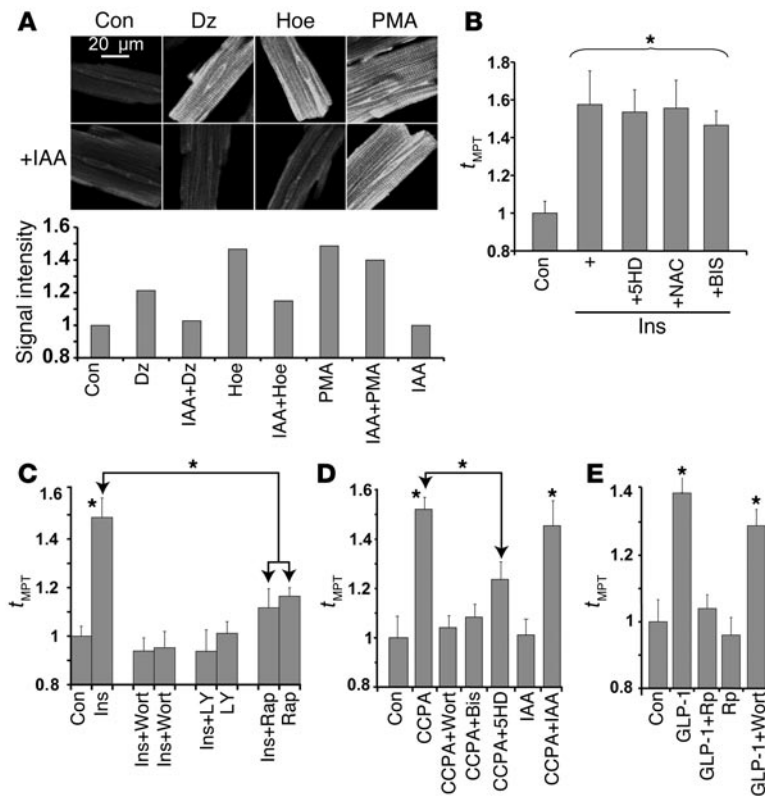 A
Con
Dz
Hoe
PMA
20 µm
+IAA
Signal intensity
1.6
1.4
1.2
1
0.8
Con
Dz
IAA+Dz
Hoe
IAA+Hoe
PMA
IAA+PMA
IAA
B
*
tMPT
1.8
1.6
1.4
1.2
1
0.8
Con
+
+5HD
+NAC
+BIS
Ins
C
*
*
tMPT
1.6
1.4
1.2
1
0.8
Con
Ins
Ins+Wort
Ins+Wort
Ins+LY
LY
Ins+Rap
Rap
D
*
*
*
tMPT
1.6
1.4
1.2
1
0.8
Con
CCPA
CCPA+Wort
CCPA+Bis
CCPA+5HD
IAA
CCPA+IAA
E
*
*
tMPT
1.4
1.2
1
0.8
Con
GLP-1
GLP-1+Rp
Rp
GLP-1+Wort